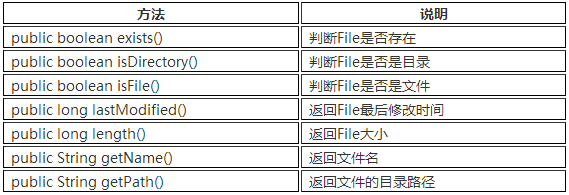 方法 说明
public boolean exists() 判断File是否存在
public boolean isDirectory() 判断File是否是目录
public boolean isFile() 判断File是否是文件
public long lastModified() 返回File最后修改时间
public long length() 返回File大小
public String getName() 返回文件名
public String getPath() 返回文件的目录路径